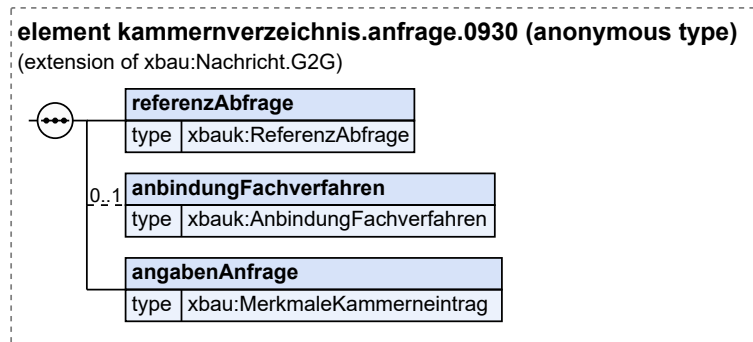 element kammernverzeichnis.anfrage.0930 (anonymous type)
(extension of xbau:Nachricht.G2G)
referenzAbfrage
type xbauk:ReferenzAbfrage
0..1
anbindungFachverfahren
type xbauk:AnbindungFachverfahren
angabenAnfrage
type xbau:MerkmaleKammerneintrag